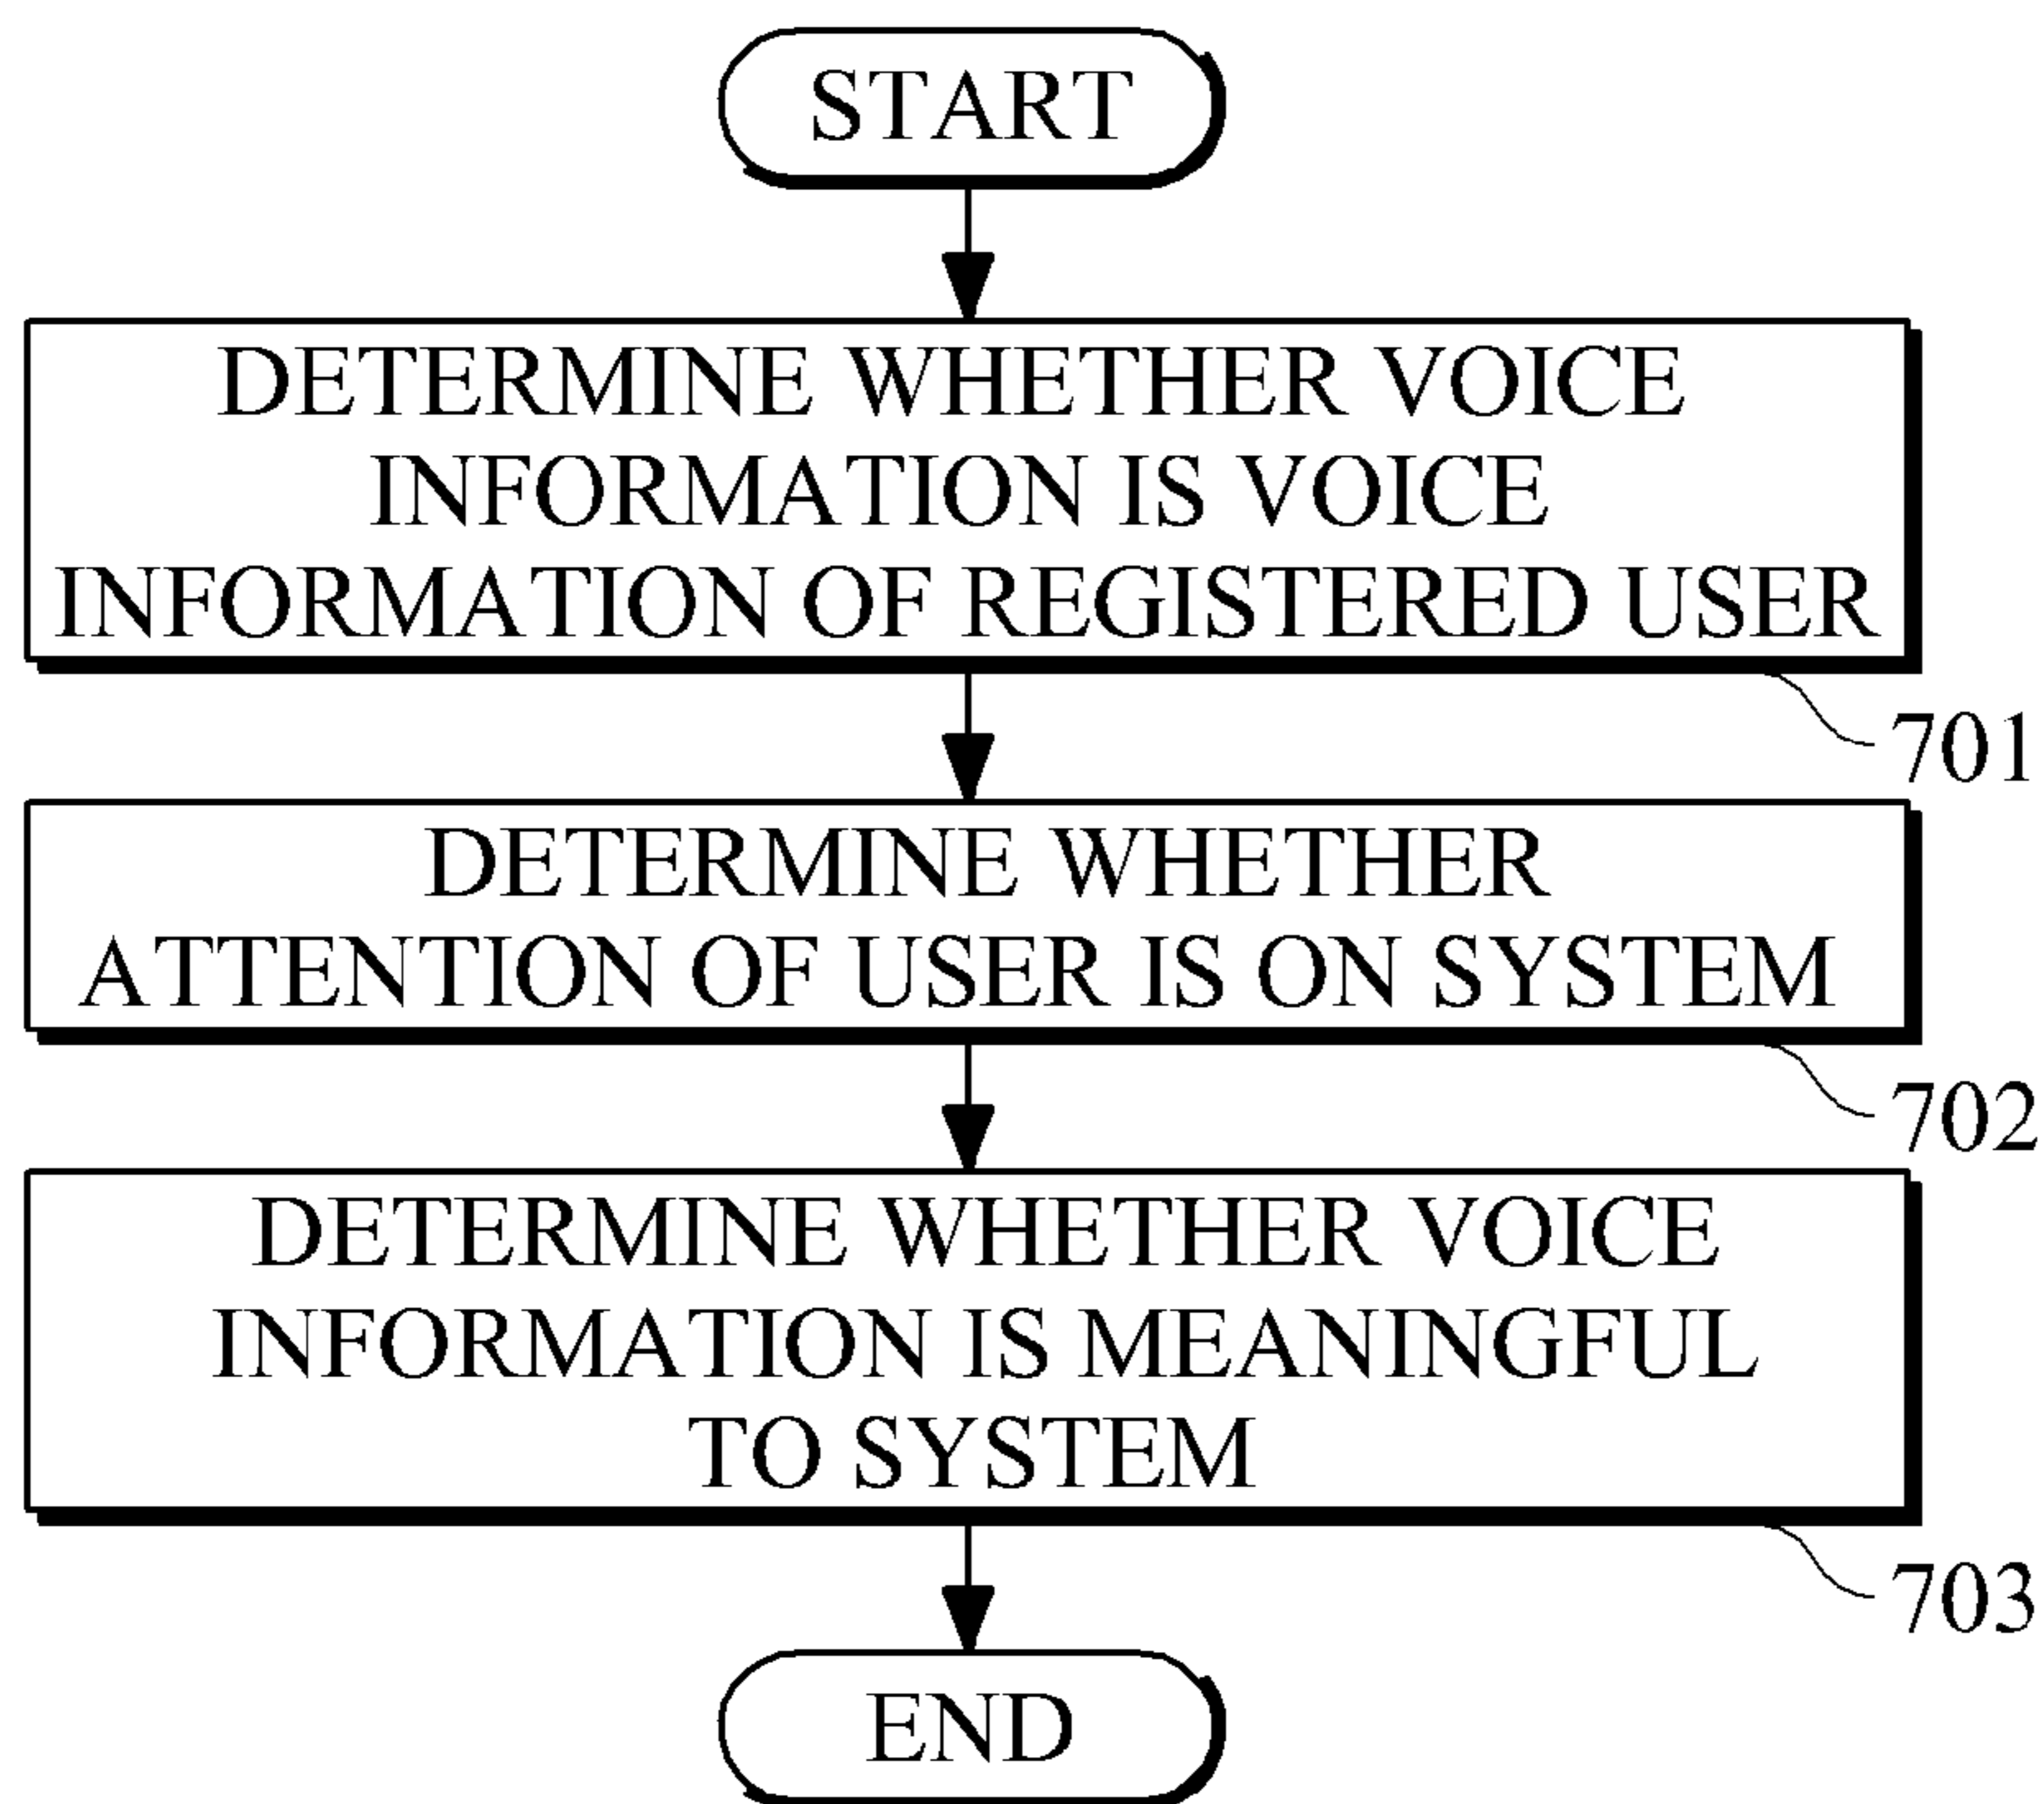 START
DETERMINE WHETHER VOICE
INFORMATION IS VOICE
INFORMATION OF REGISTERED USER
701
DETERMINE WHETHER
ATTENTION OF USER IS ON SYSTEM
702
DETERMINE WHETHER VOICE
INFORMATION IS MEANINGFUL
TO SYSTEM
703
END